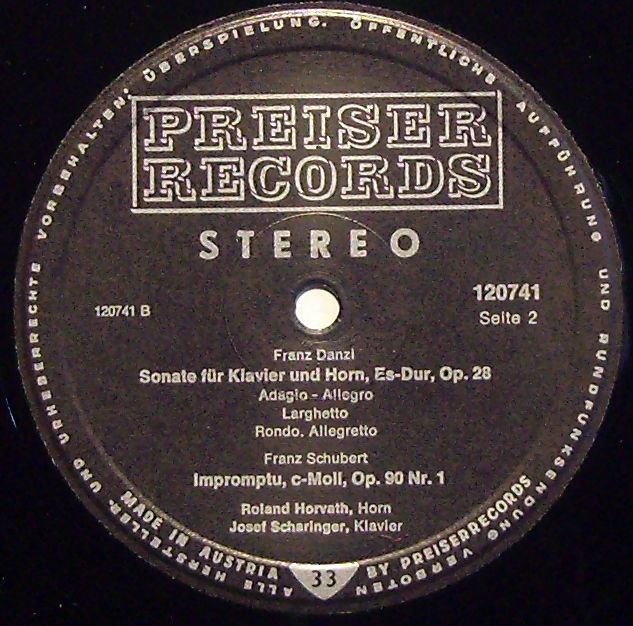 ALLE HERSTELLER- UND URHEBERRECHTE VORBEHALTEN; ÜBERSPIELUNG, ÖFFENTLICHE AUFFÜHRUNG UND RUNDFUNKSENDUNG VERBOTEN
PREISER
RECORDS
STEREO
120741 B
120741
Seite 2
Franz Danzi
Sonate für Klavier und Horn, Es-Dur, Op. 28
Adagio - Allegro
Larghetto
Rondo. Allegretto
Franz Schubert
Impromptu, c-Moll, Op. 90 Nr. 1
Roland Horvath, Horn
Josef Scharinger, Klavier
MADE IN AUSTRIA
33
BY PREISERRECORDS